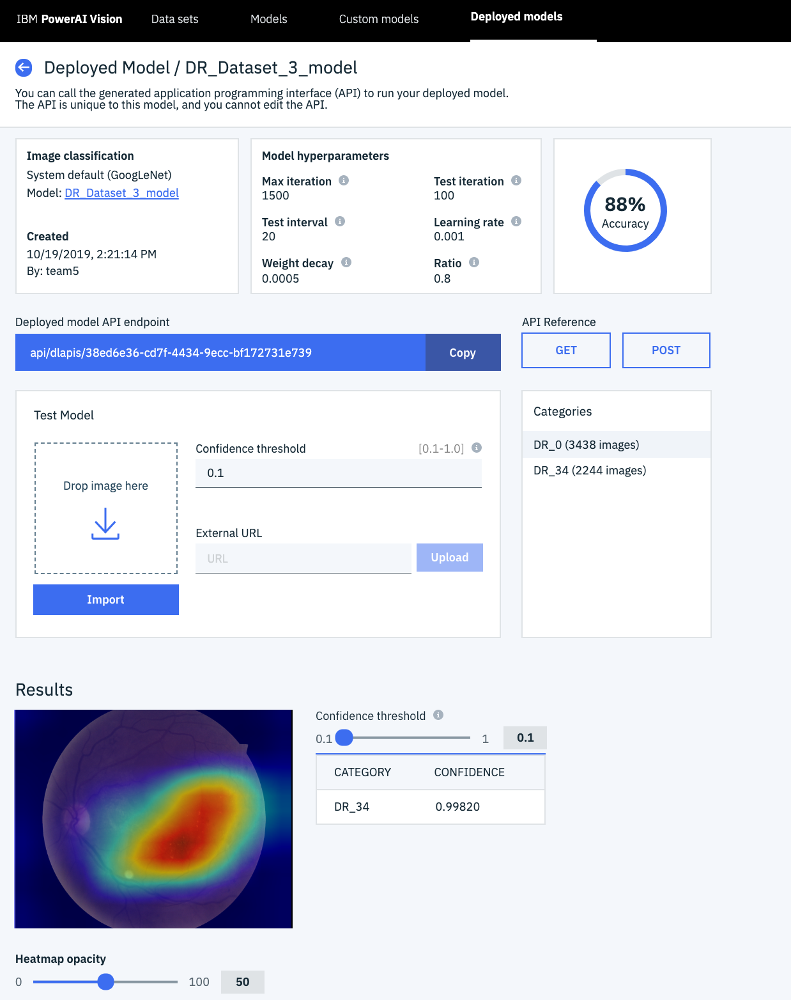 IBM PowerAI Vision
Data sets
Models
Custom models
Deployed models
Deployed Model / DR_Dataset_3_model
You can call the generated application programming interface (API) to run your deployed model.
The API is unique to this model, and you cannot edit the API.
Image classification
System default (GoogLeNet)
Model: DR_Dataset_3_model
Created
10/19/2019, 2:21:14 PM
By: team5
Model hyperparameters
Max iteration
1500
Test iteration
100
Test interval
20
Learning rate
0.001
Weight decay
0.0005
Ratio
0.8
88%
Accuracy
Deployed model API endpoint
api/dlapis/38ed6e36-cd7f-4434-9ecc-bf172731e739
Copy
API Reference
GET
POST
Test Model
Drop image here
Import
Confidence threshold
[0.1-1.0]
0.1
External URL
URL
Upload
Categories
DR_0 (3438 images)
DR_34 (2244 images)
Results
Confidence threshold
0.1
1
0.1
CATEGORY CONFIDENCE
DR_34 0.99820
Heatmap opacity
0
100
50